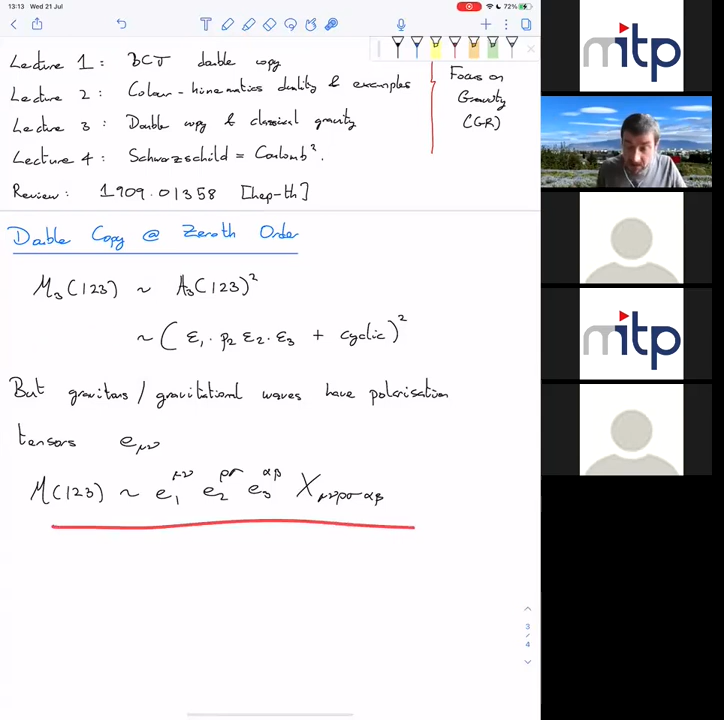 13:13 Wed 21 Jul
72%
Lecture 1: BCJ double copy
Lecture 2: Colour-kinematics duality & examples
Lecture 3: Double copy & classical gravity
Lecture 4: Schwarzschild = Coulomb².
Review: 1909.01358 [hep-th]
Focus on
Gravity
(GR)
Double Copy @ Zeroth Order
M₃(123) ~ A₃(123)²
~ (ε₁·p₂ ε₂·ε₃ + cyclic)²
But gravitons/gravitational waves have polarisation
tensors e_μν
M(123) ~ e₁^μν e₂^ρσ e₃^αβ X_μνρσαβ
3
/
4
mitp
mitp